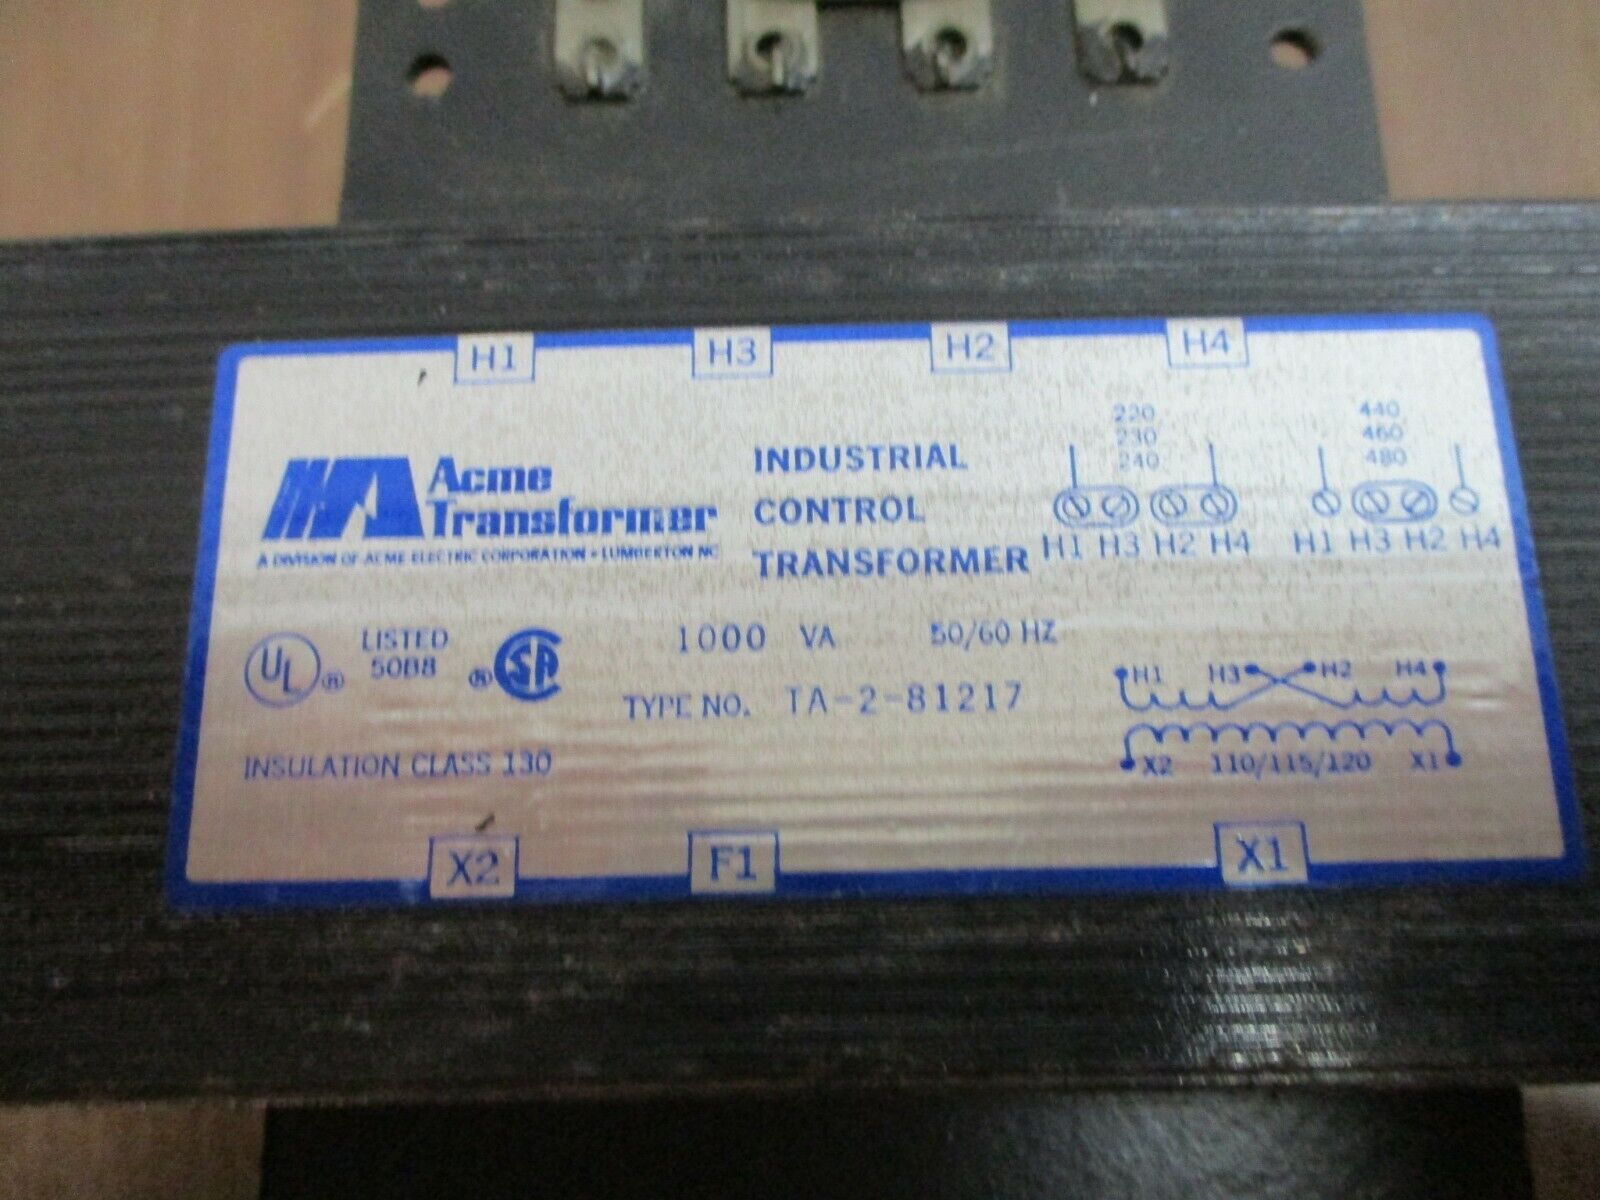 H1 H3 H2 H4
Acme
Transformer
A DIVISION OF ACME ELECTRIC CORPORATION • LUMBERTON NC
INDUSTRIAL
CONTROL
TRANSFORMER
220
230
240
H1 H3 H2 H4
440
460
480
H1 H3 H2 H4
UL ®
LISTED
50B8
® SA
1000 VA 50/60 HZ
TYPE NO. TA-2-81217
INSULATION CLASS 130
H1 H3 H2 H4
X2 110/115/120 X1
X2 F1 X1